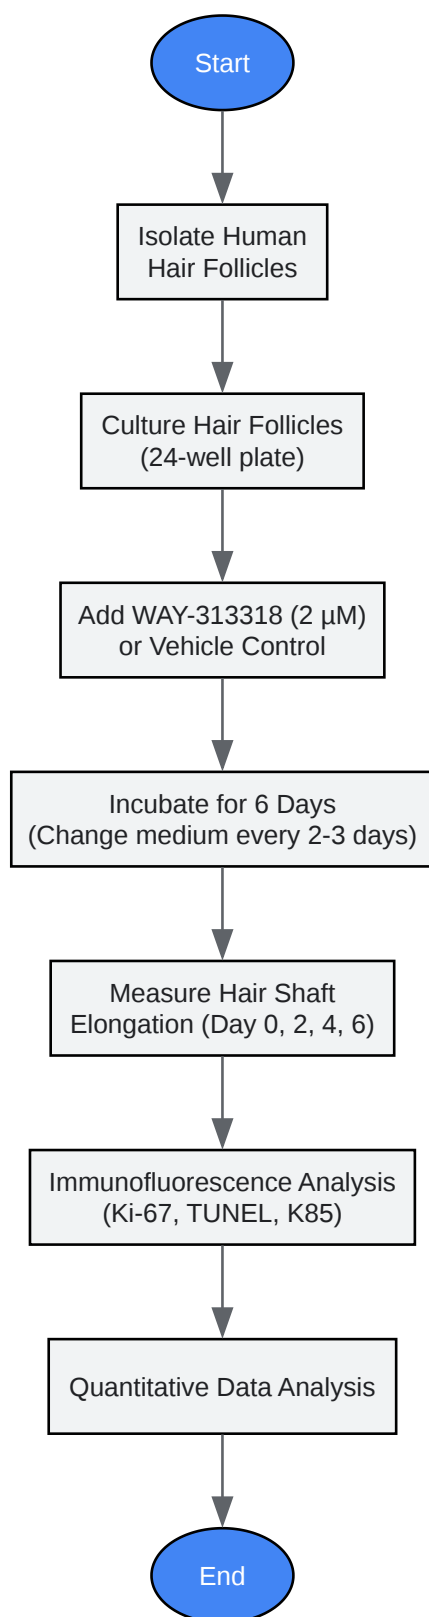 Start
Isolate Human
Hair Follicles
Culture Hair Follicles
(24-well plate)
Add WAY-313318 (2 µM)
or Vehicle Control
Incubate for 6 Days
(Change medium every 2-3 days)
Measure Hair Shaft
Elongation (Day 0, 2, 4, 6)
Immunofluorescence Analysis
(Ki-67, TUNEL, K85)
Quantitative Data Analysis
End